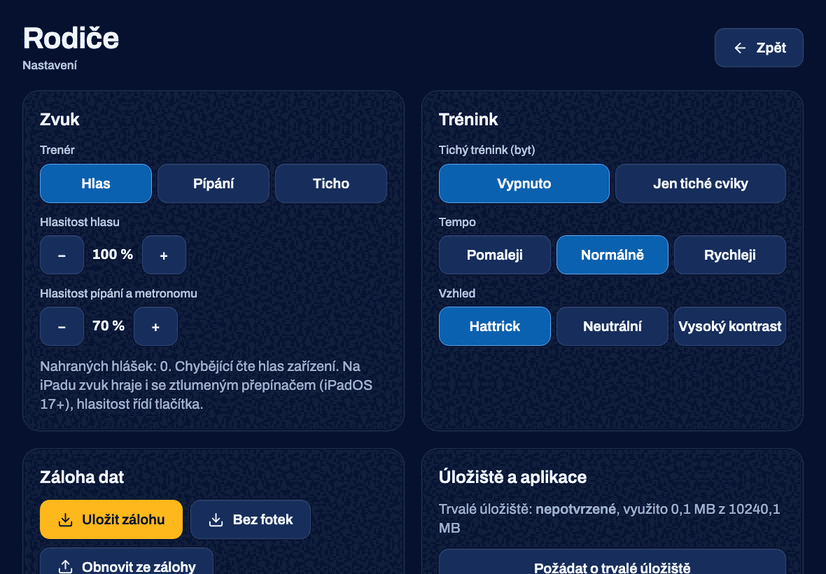 Rodiče
Nastavení
Zpět
Zvuk
Trenér
Hlas
Pípání
Ticho
Hlasitost hlasu
– 100 % +
Hlasitost pípání a metronomu
– 70 % +
Nahraných hlášek: 0. Chybějící čte hlas zařízení. Na
iPadu zvuk hraje i se ztlumeným přepínačem (iPadOS
17+), hlasitost řídí tlačítka.
Trénink
Tichý trénink (byt)
Vypnuto
Jen tiché cviky
Tempo
Pomaleji
Normálně
Rychleji
Vzhled
Hattrick
Neutrální
Vysoký kontrast
Záloha dat
Uložit zálohu
Bez fotek
Obnovit ze zálohy
Úložiště a aplikace
Trvalé úložiště: nepotvrzené, využito 0,1 MB z 10240,1
MB
Požádat o trvalé úložiště